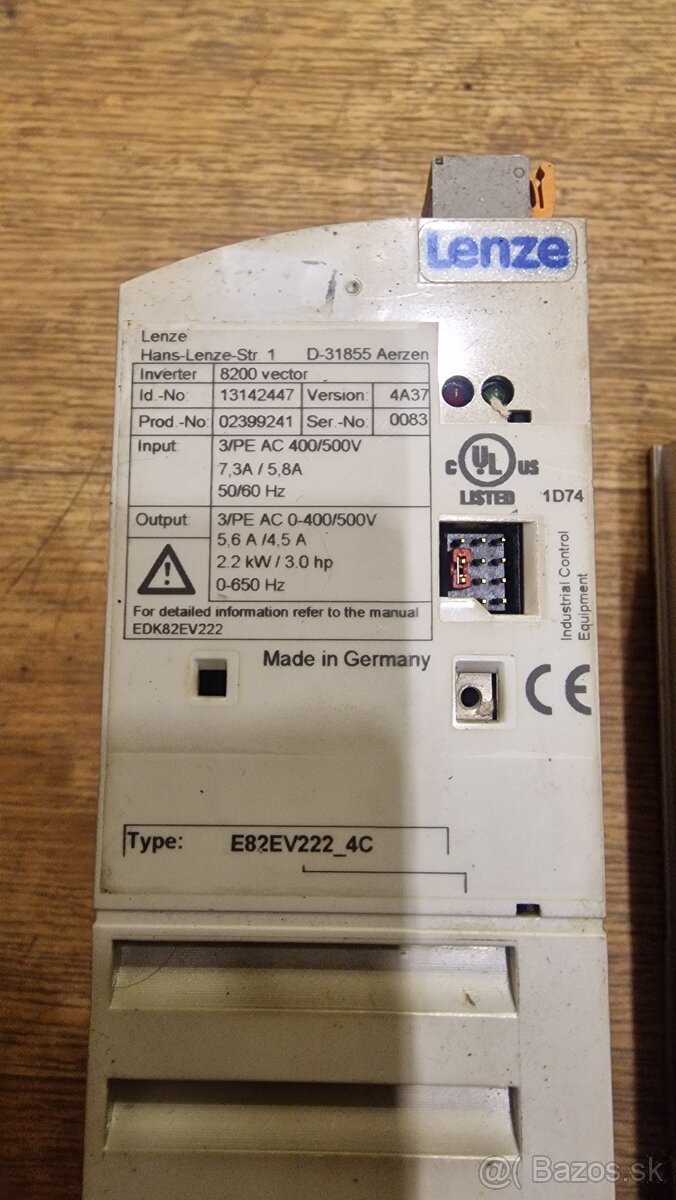 Lenze
Lenze
Hans-Lenze-Str. 1 D-31855 Aerzen
Inverter 8200 vector
Id.-No 13142447 Version: 4A37
Prod.-No: 02399241 Ser.-No: 0083
Input: 3/PE AC 400/500V
7,3A / 5,8A
50/60 Hz
Output: 3/PE AC 0-400/500V
5,6 A /4,5 A
2.2 kW / 3.0 hp
0-650 Hz
For detailed information refer to the manual
EDK82EV222
C UL US
LISTED 1D74
Industrial Control
Equipment
Made in Germany
CE
Type: E82EV222_4C
@( Bazos.sk